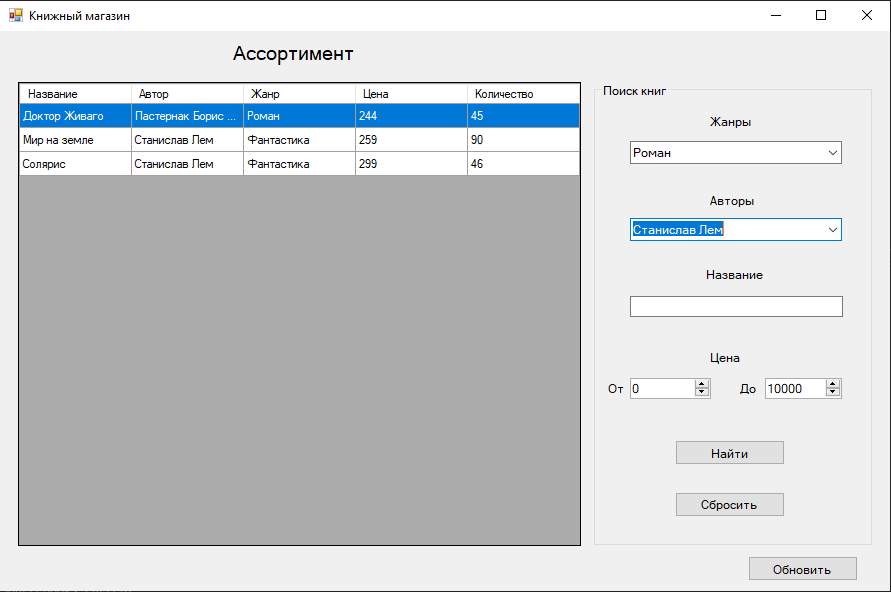 Книжный магазин
Ассортимент
Название Автор Жанр Цена Количество
Доктор Живаго Пастернак Борис ... Роман 244 45
Мир на земле Станислав Лем Фантастика 259 90
Солярис Станислав Лем Фантастика 299 46
Поиск книг
Жанры
Роман
Авторы
Станислав Лем
Название
Цена
От 0 До 10000
Найти
Сбросить
Обновить